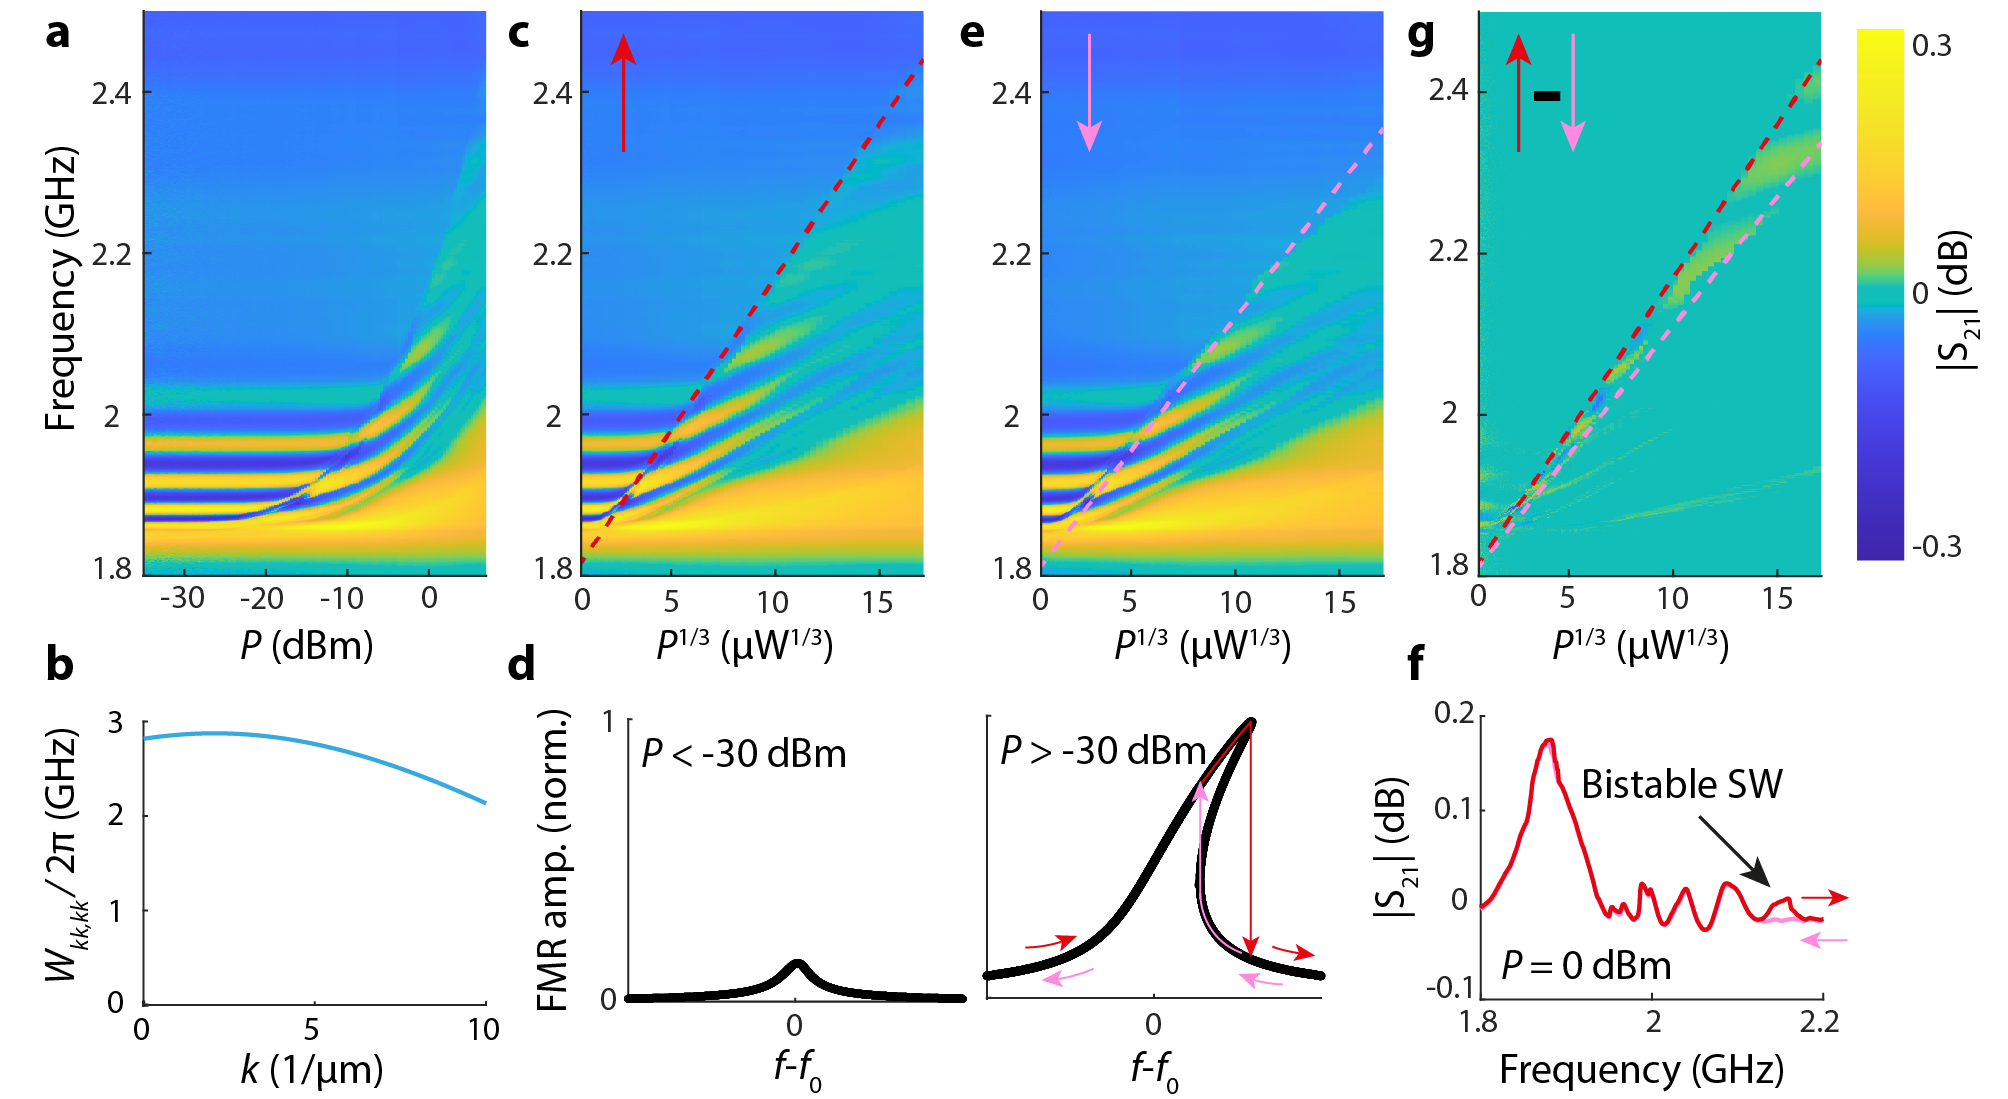 a
Frequency (GHz)
2.4
2.2
2
1.8
-30 -20 -10 0
P (dBm)
c
2.4
2.2
2
1.8
0 5 10 15
P1/3 (μW1/3)
e
2.4
2.2
2
1.8
0 5 10 15
P1/3 (μW1/3)
g
2.4
2.2
2
1.8
0 5 10 15
P1/3 (μW1/3)
0.3
0
-0.3
|S21| (dB)
b
Wkk,kk/ 2π (GHz)
3
2
1
0
0 5 10
k (1/μm)
d
FMR amp. (norm.)
1
0
P < -30 dBm
0
f-f0
P > -30 dBm
0
f-f0
f
|S21| (dB)
0.2
0.1
0
-0.1
Bistable SW
P = 0 dBm
1.8 2 2.2
Frequency (GHz)